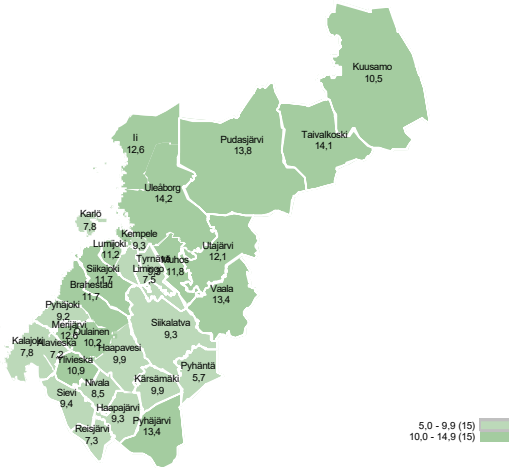 Kuusamo
10,5
Taivalkoski
14,1
Pudasjärvi
13,8
Ii
12,6
Uleåborg
14,2
Karlö
7,8
Kempele
9,3
Lumijoki
11,2
Utajärvi
12,1
Muhos
11,8
Limingo
7,5
Siikajoki
11,7
Brahestad
11,7
Vaala
13,4
Pyhäjoki
9,2
Siikalatva
9,3
Merijärvi
Oulainen
10,2
Kalajoki
7,8
Alavieska
7,2
Haapavesi
9,9
Ylivieska
10,9
Pyhäntä
5,7
Nivala
8,5
Kärsämäki
9,9
Sievi
9,4
Haapajärvi
9,3
Reisjärvi
7,3
Pyhäjärvi
13,4
5,0 - 9,9 (15)
10,0 - 14,9 (15)